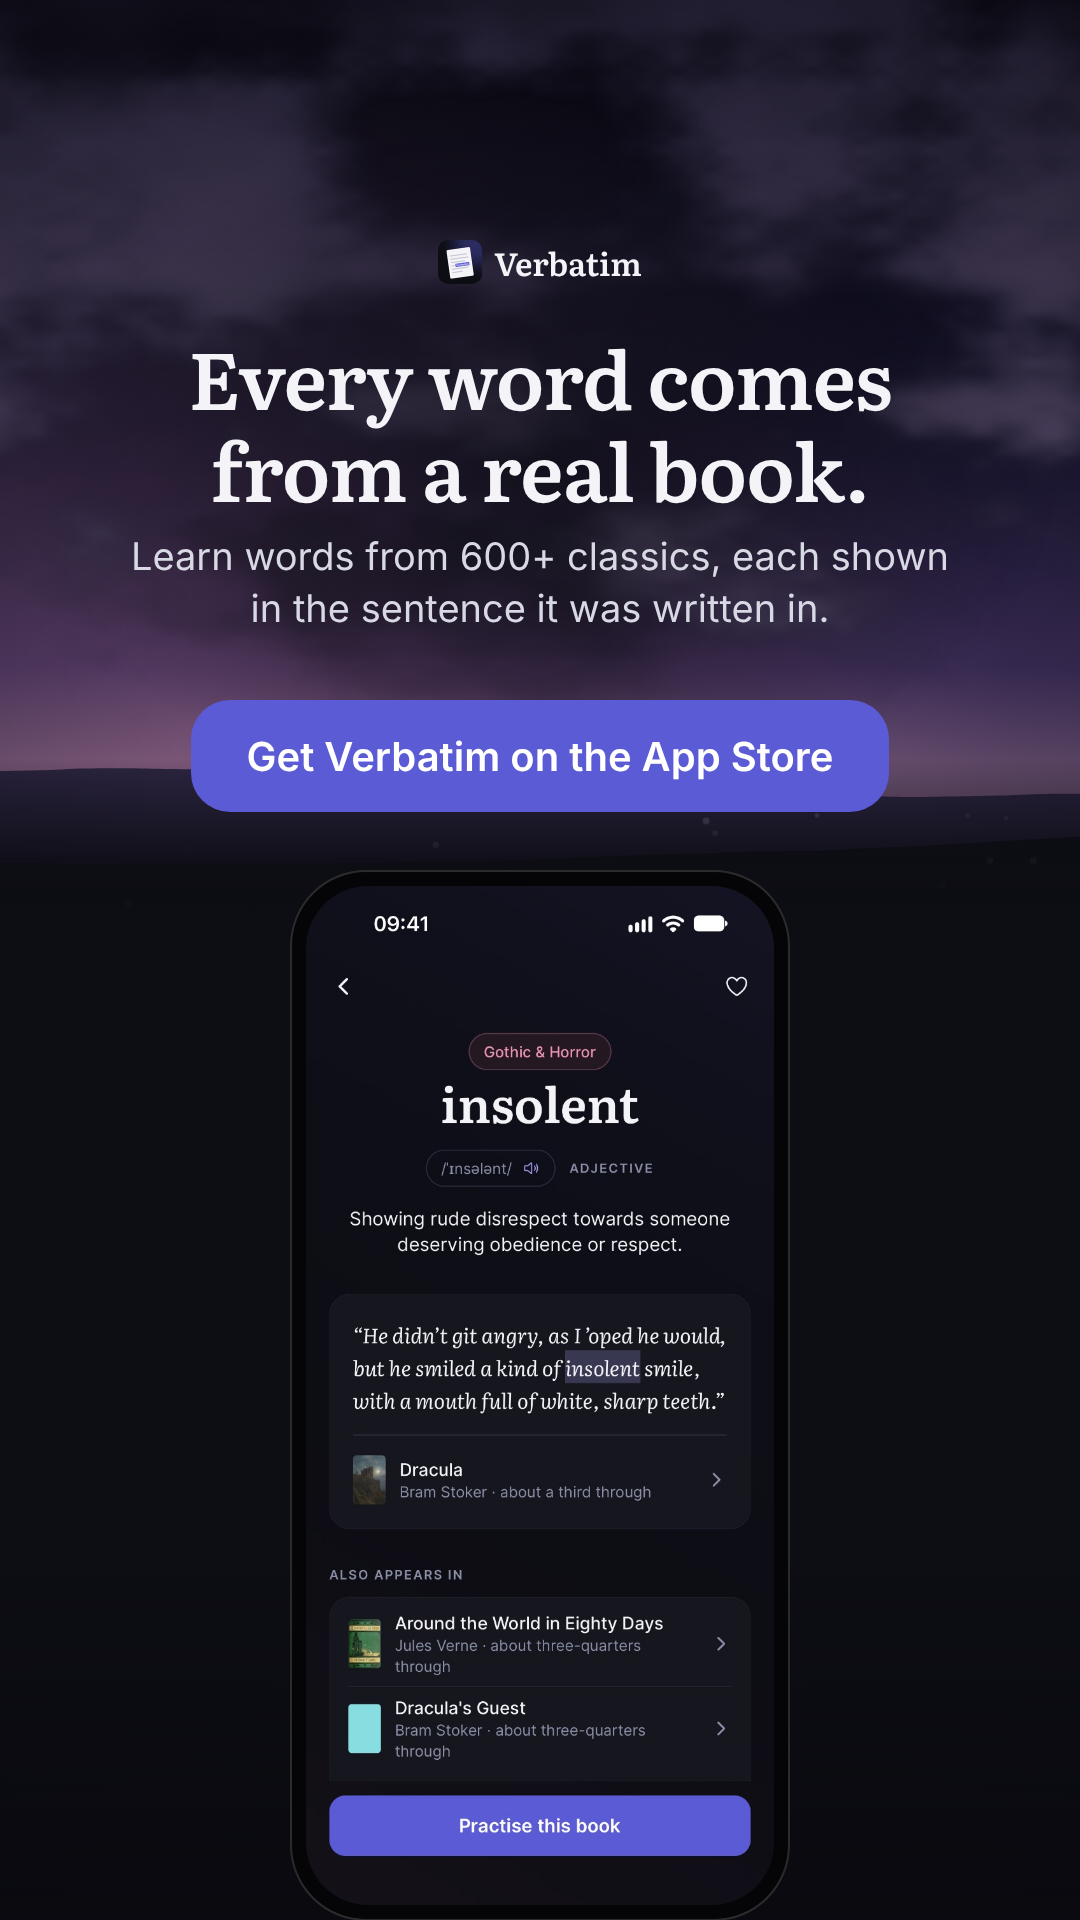 Verbatim
Every word comes
from a real book.
Learn words from 600+ classics, each shown
in the sentence it was written in.
Get Verbatim on the App Store
09:41
Gothic & Horror
insolent
/ˈɪnsələnt/ ADJECTIVE
Showing rude disrespect towards someone
deserving obedience or respect.
“He didn’t git angry, as I ’oped he would,
but he smiled a kind of insolent smile,
with a mouth full of white, sharp teeth.”
Dracula
Bram Stoker · about a third through
ALSO APPEARS IN
Around the World in Eighty Days
Jules Verne · about three-quarters
through
Dracula's Guest
Bram Stoker · about three-quarters
through
Practise this book